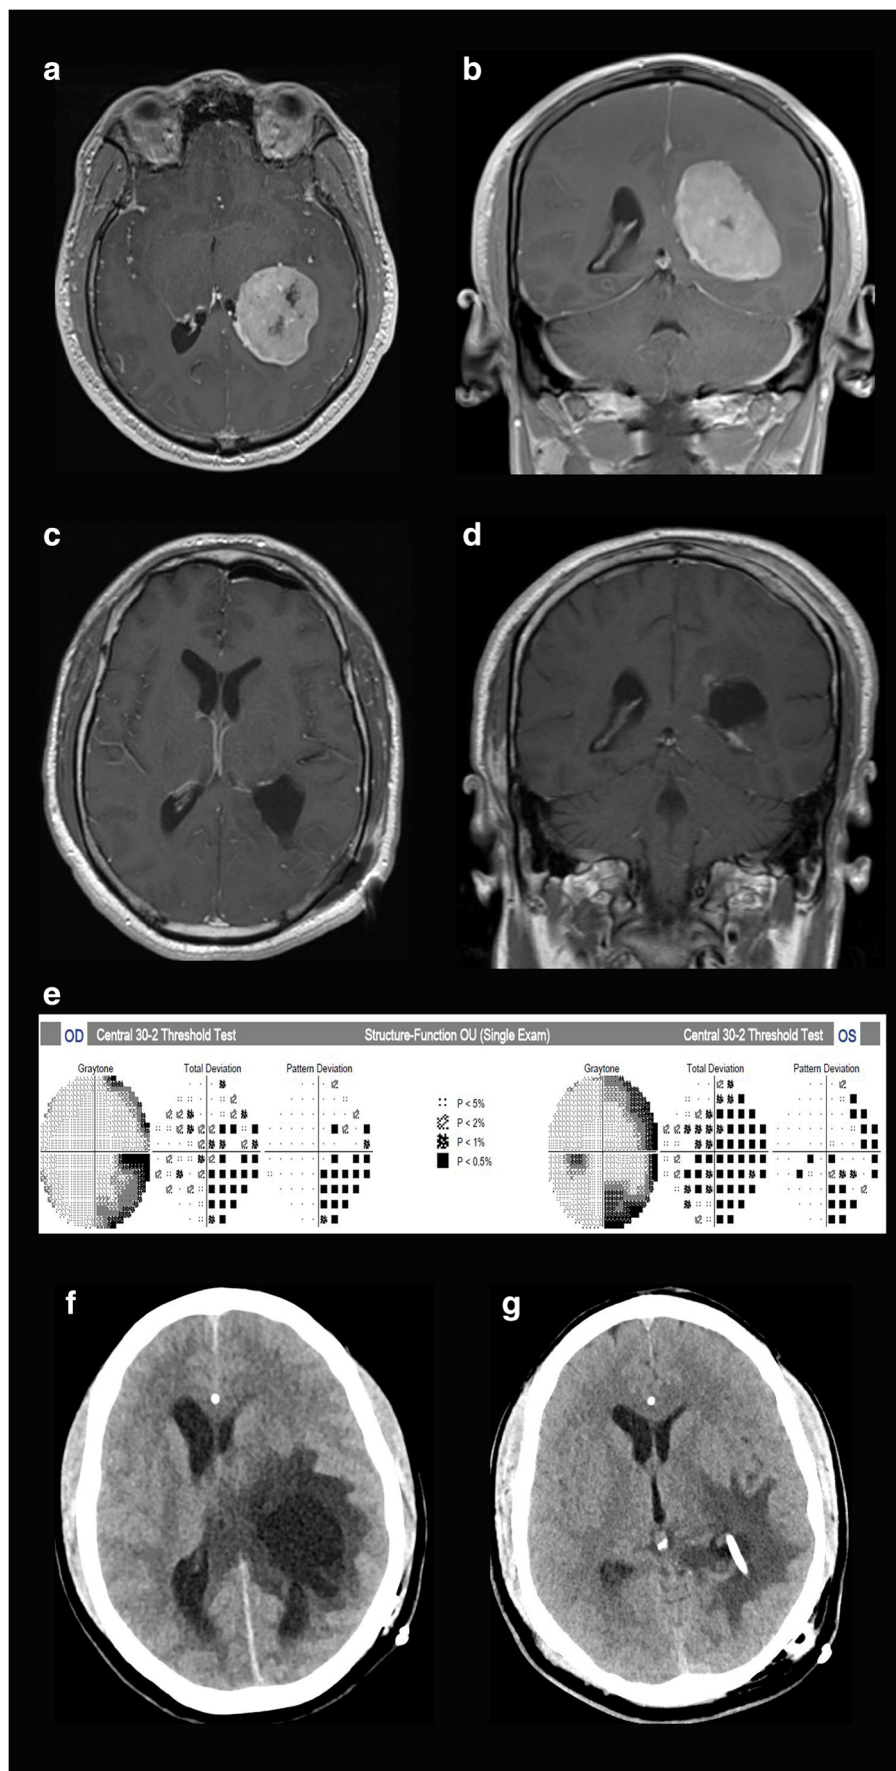 a
b
c
d
e
OD Central 30-2 Threshold Test Structure-Function OU (Single Exam) Central 30-2 Threshold Test OS
Graytone Total Deviation Pattern Deviation Graytone Total Deviation Pattern Deviation
P < 5%
P < 2%
P < 1%
P < 0.5%
f
g